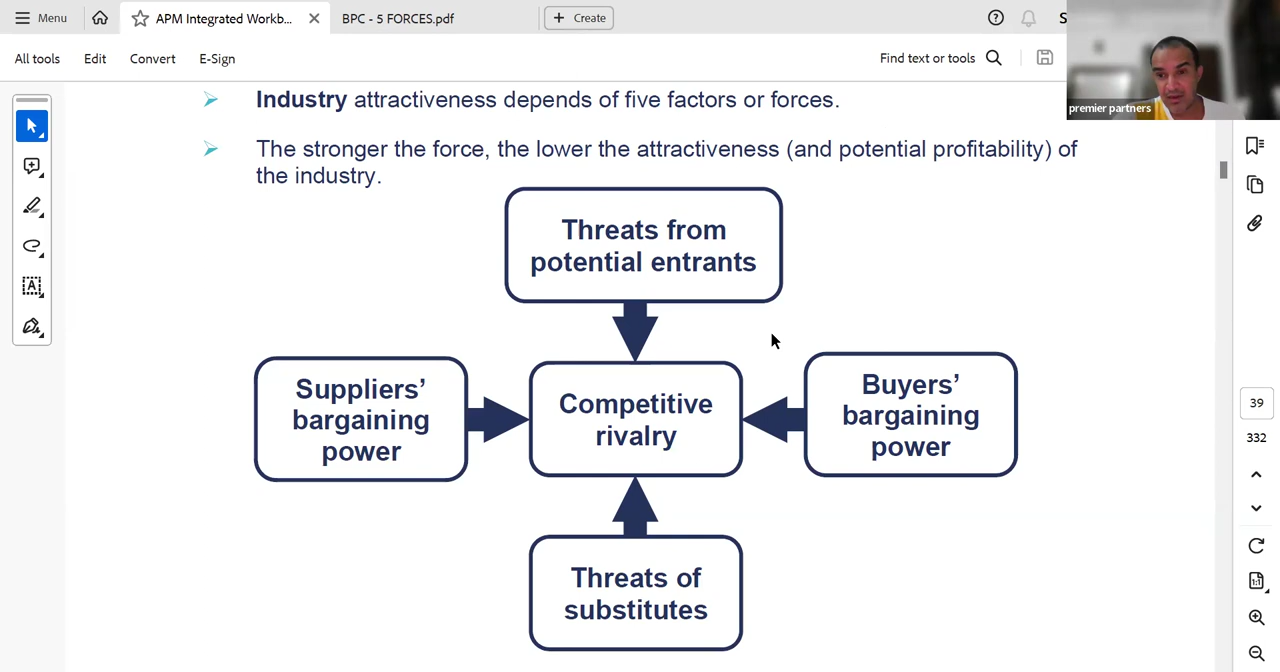 Menu
APM Integrated Workb...
BPC - 5 FORCES.pdf
Create
S
All tools
Edit
Convert
E-Sign
Find text or tools
premier partners
Industry attractiveness depends of five factors or forces.
The stronger the force, the lower the attractiveness (and potential profitability) of
the industry.
Threats from
potential entrants
Suppliers’
bargaining
power
Competitive
rivalry
Buyers’
bargaining
power
Threats of
substitutes
39
332
1:1